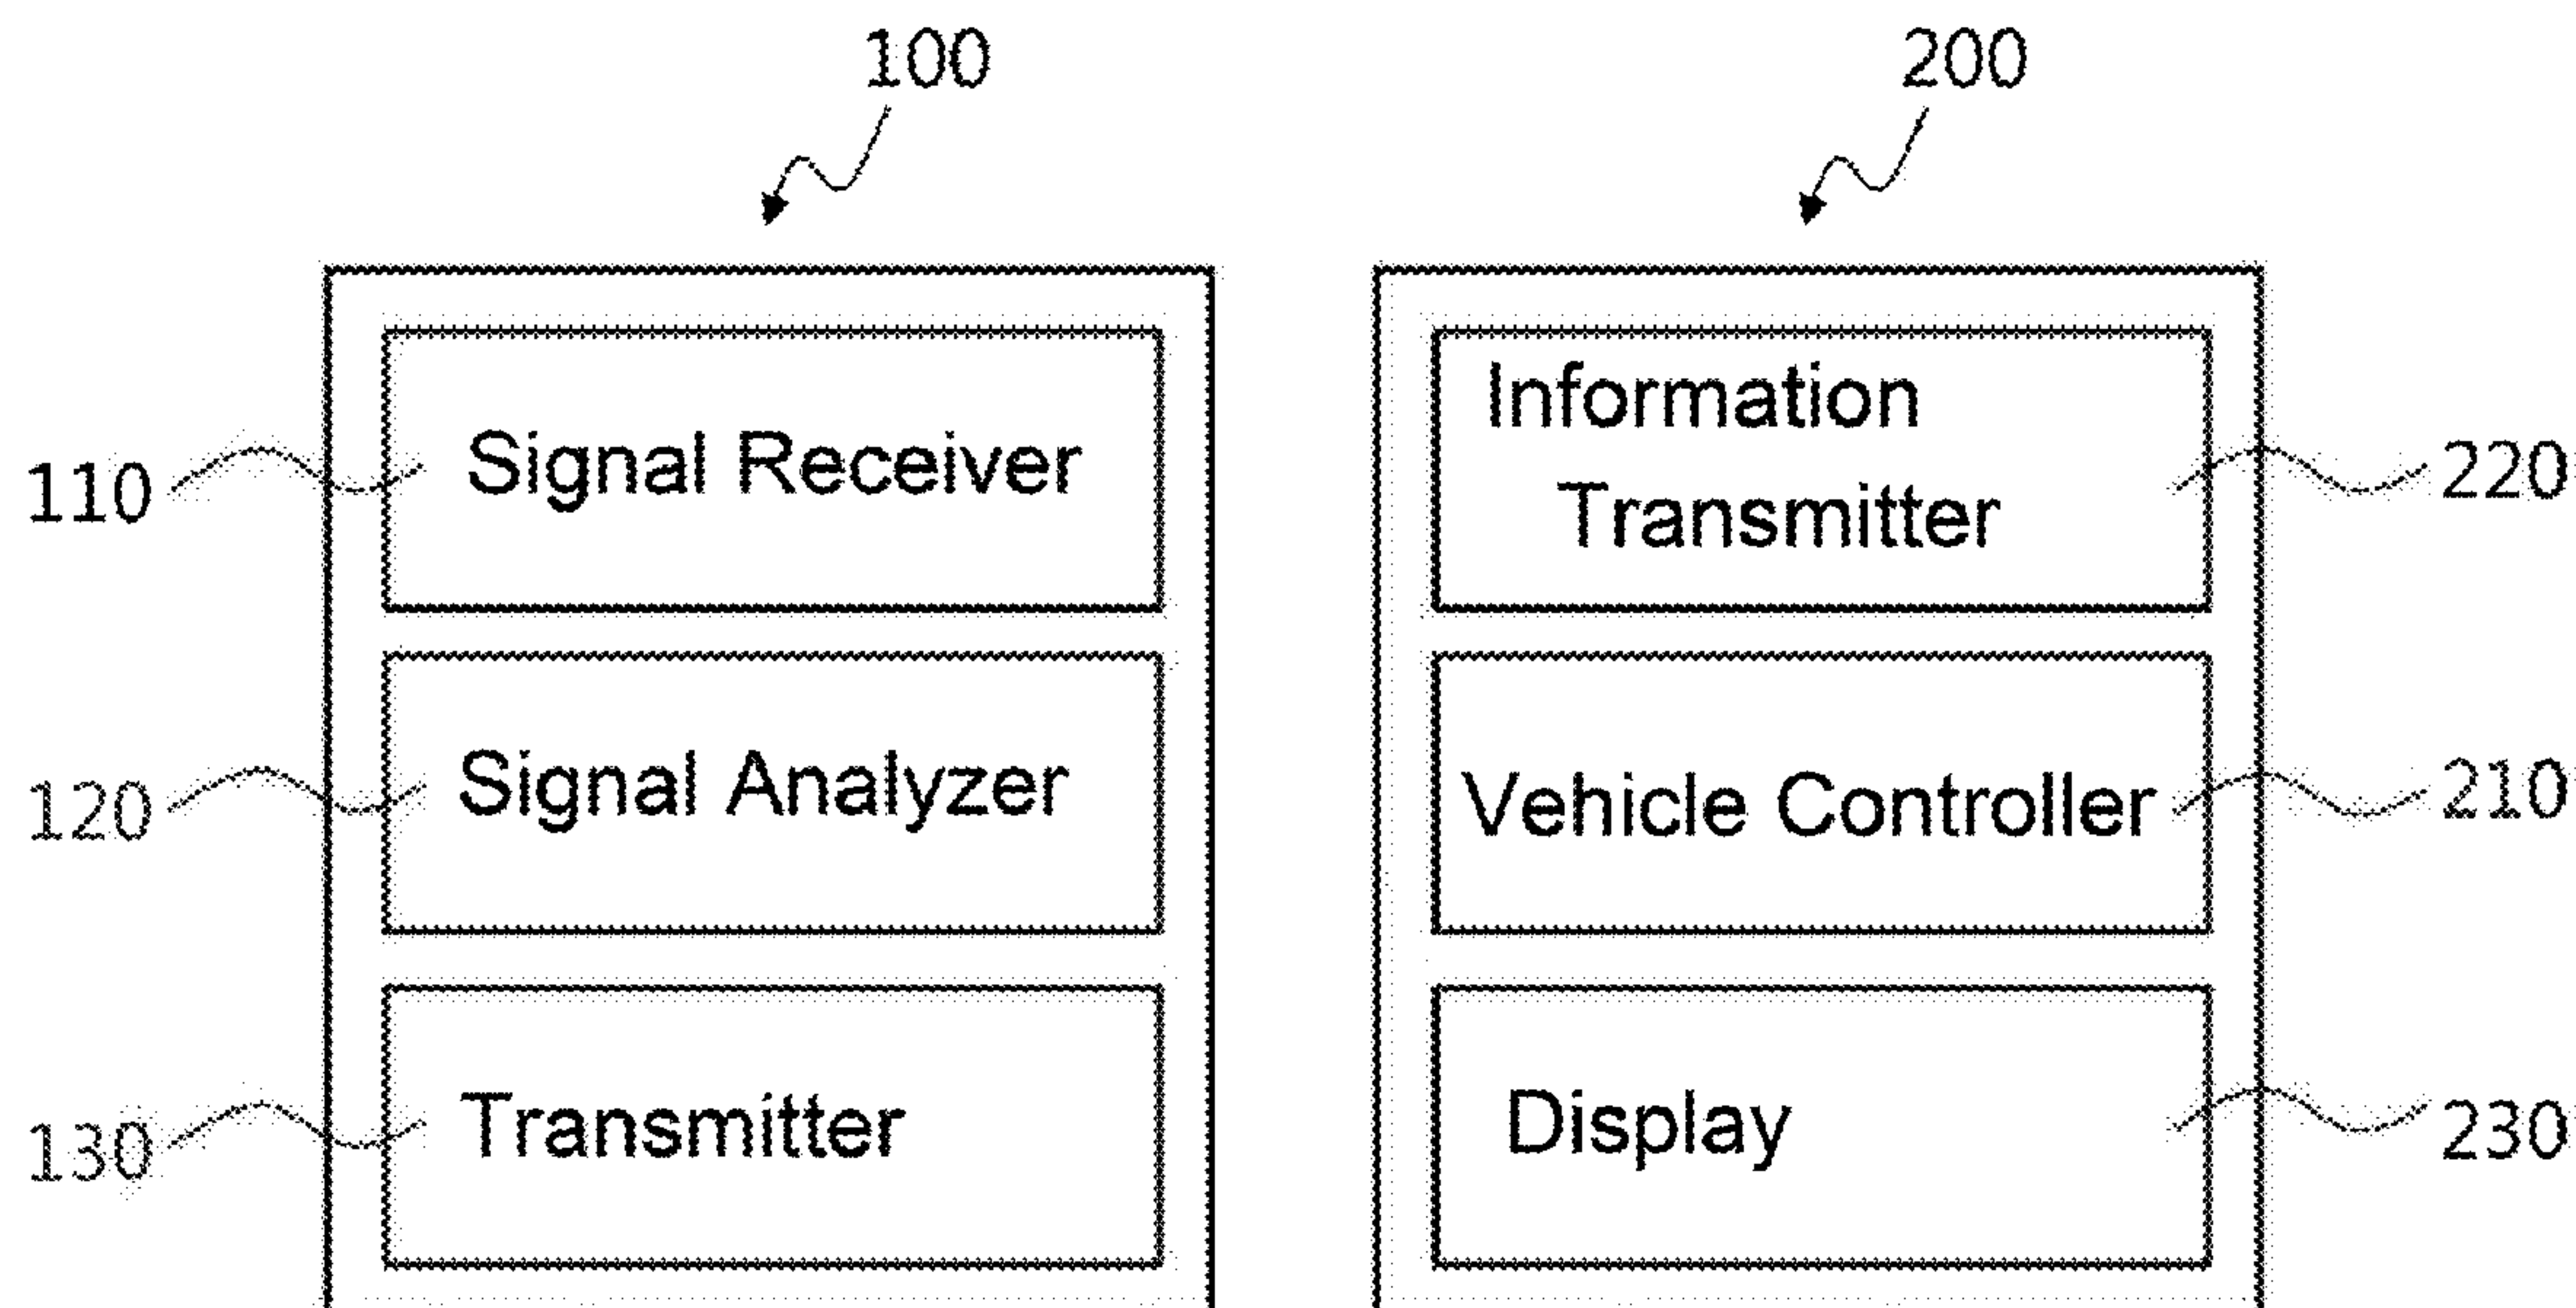 100
200
110
Signal Receiver
Information
Transmitter
220
120
Signal Analyzer
Vehicle Controller
210
130
Transmitter
Display
230